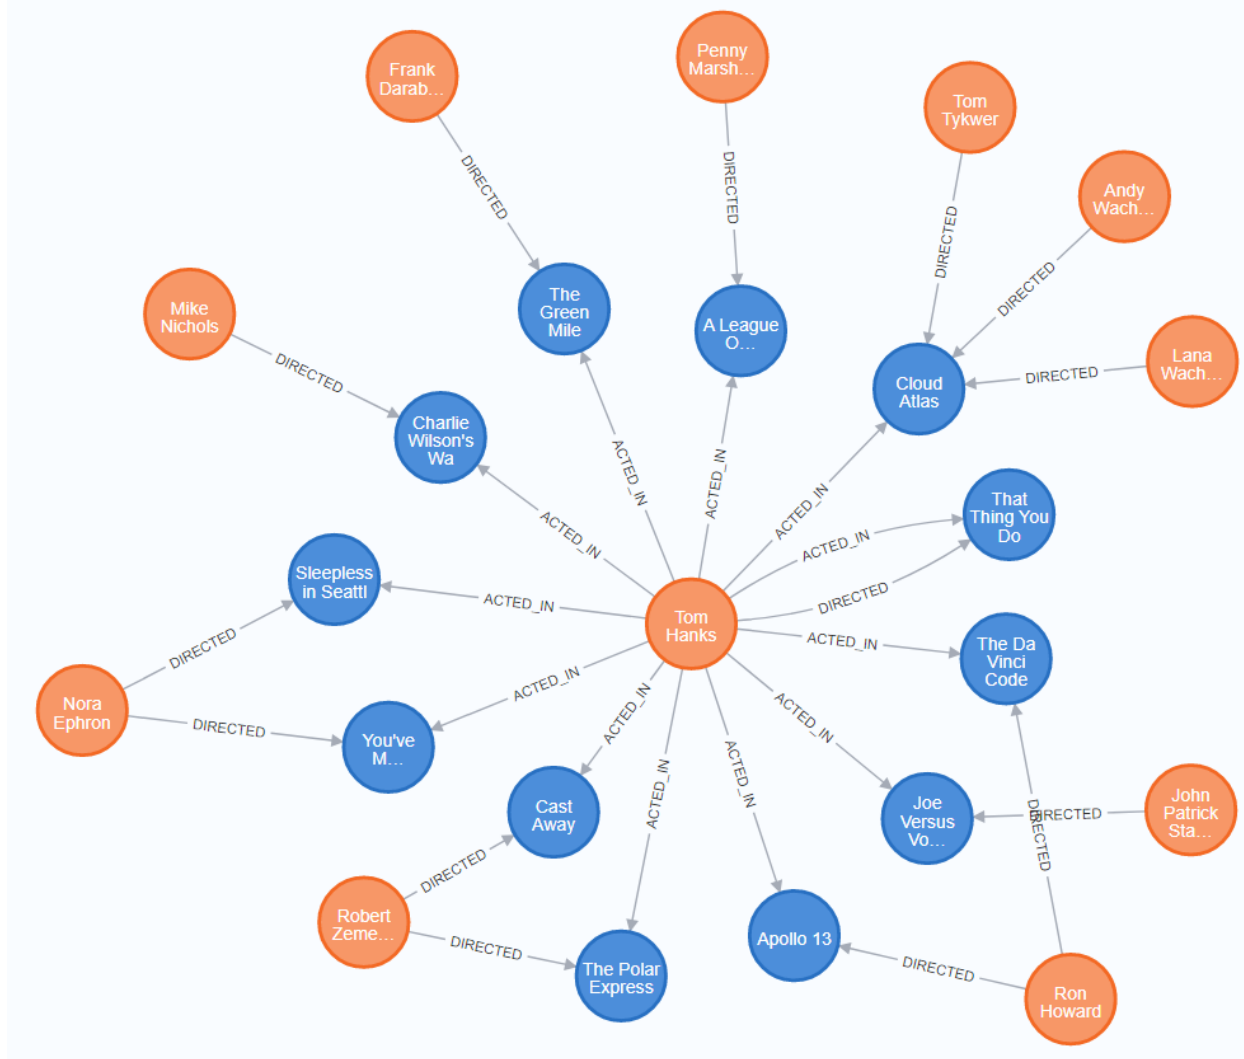 Frank
Darab...
Penny
Marsh...
Tom
Tykwer
Andy
Wach...
DIRECTED
DIRECTED
DIRECTED
DIRECTED
Mike
Nichols
The
Green
Mile
A League
O...
Lana
Wach...
DIRECTED
DIRECTED
Cloud
Atlas
Charlie
Wilson's
Wa
ACTED_IN
ACTED_IN
ACTED_IN
ACTED_IN
That
Thing You
Do
ACTED_IN
Sleepless
in Seattl
ACTED_IN
DIRECTED
Tom
Hanks
DIRECTED
ACTED_IN
The Da
Vinci
Code
Nora
Ephron
DIRECTED
ACTED_IN
You've
M...
ACTED_IN
ACTED_IN
ACTED_IN
ACTED_IN
Cast
Away
Joe
Versus
Vo...
DIRECTED
DIRECTED
John
Patrick
Sta...
DIRECTED
Robert
Zeme...
DIRECTED
The Polar
Express
Apollo 13
DIRECTED
Ron
Howard